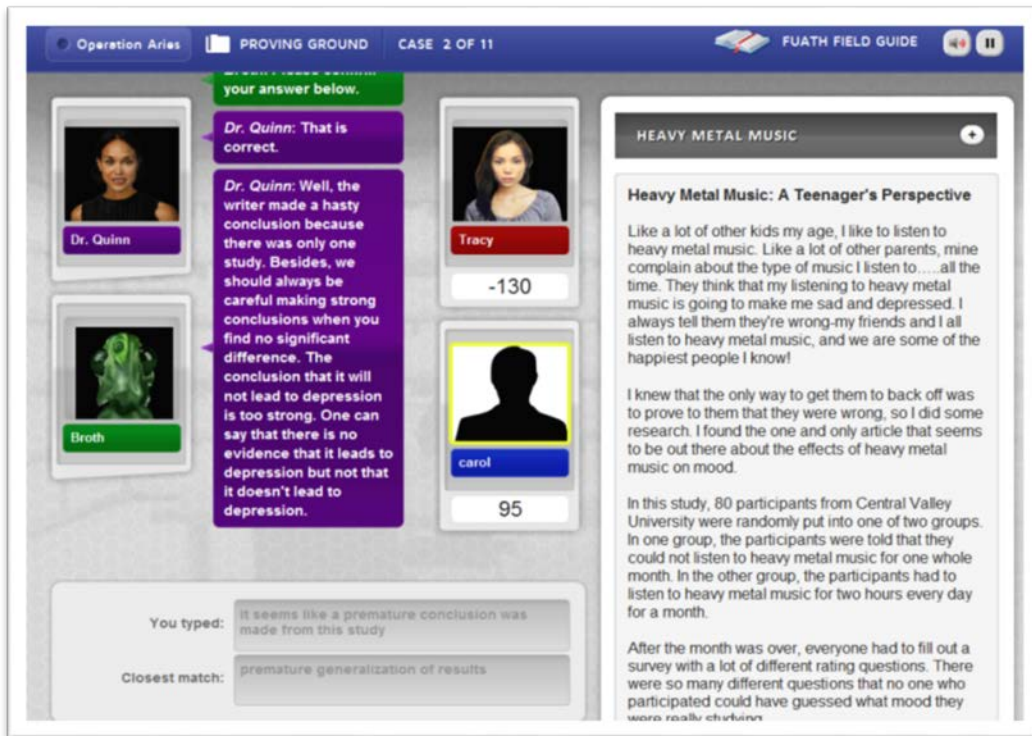 Operation Aries
PROVING GROUND
CASE 2 OF 11
FUATH FIELD GUIDE
your answer below.
Dr. Quinn: That is
correct.
Dr. Quinn: Well, the
writer made a hasty
conclusion because
there was only one
study. Besides, we
should always be
careful making strong
conclusions when you
find no significant
difference. The
conclusion that it will
not lead to depression
is too strong. One can
say that there is no
evidence that it leads to
depression but not that
it doesn't lead to
depression.
Dr. Quinn
Broth
Tracy
-130
carol
95
You typed:
it seems like a premature conclusion was
made from this study
Closest match:
premature generalization of results
HEAVY METAL MUSIC
+
Heavy Metal Music: A Teenager's Perspective
Like a lot of other kids my age, I like to listen to
heavy metal music. Like a lot of other parents, mine
complain about the type of music I listen to.....all the
time. They think that my listening to heavy metal
music is going to make me sad and depressed. I
always tell them they're wrong-my friends and I all
listen to heavy metal music, and we are some of the
happiest people I know!
I knew that the only way to get them to back off was
to prove to them that they were wrong, so I did some
research. I found the one and only article that seems
to be out there about the effects of heavy metal
music on mood.
In this study, 80 participants from Central Valley
University were randomly put into one of two groups.
In one group, the participants were told that they
could not listen to heavy metal music for one whole
month. In the other group, the participants had to
listen to heavy metal music for two hours every day
for a month.
After the month was over, everyone had to fill out a
survey with a lot of different rating questions. There
were so many different questions that no one who
participated could have guessed what mood they
were really studying